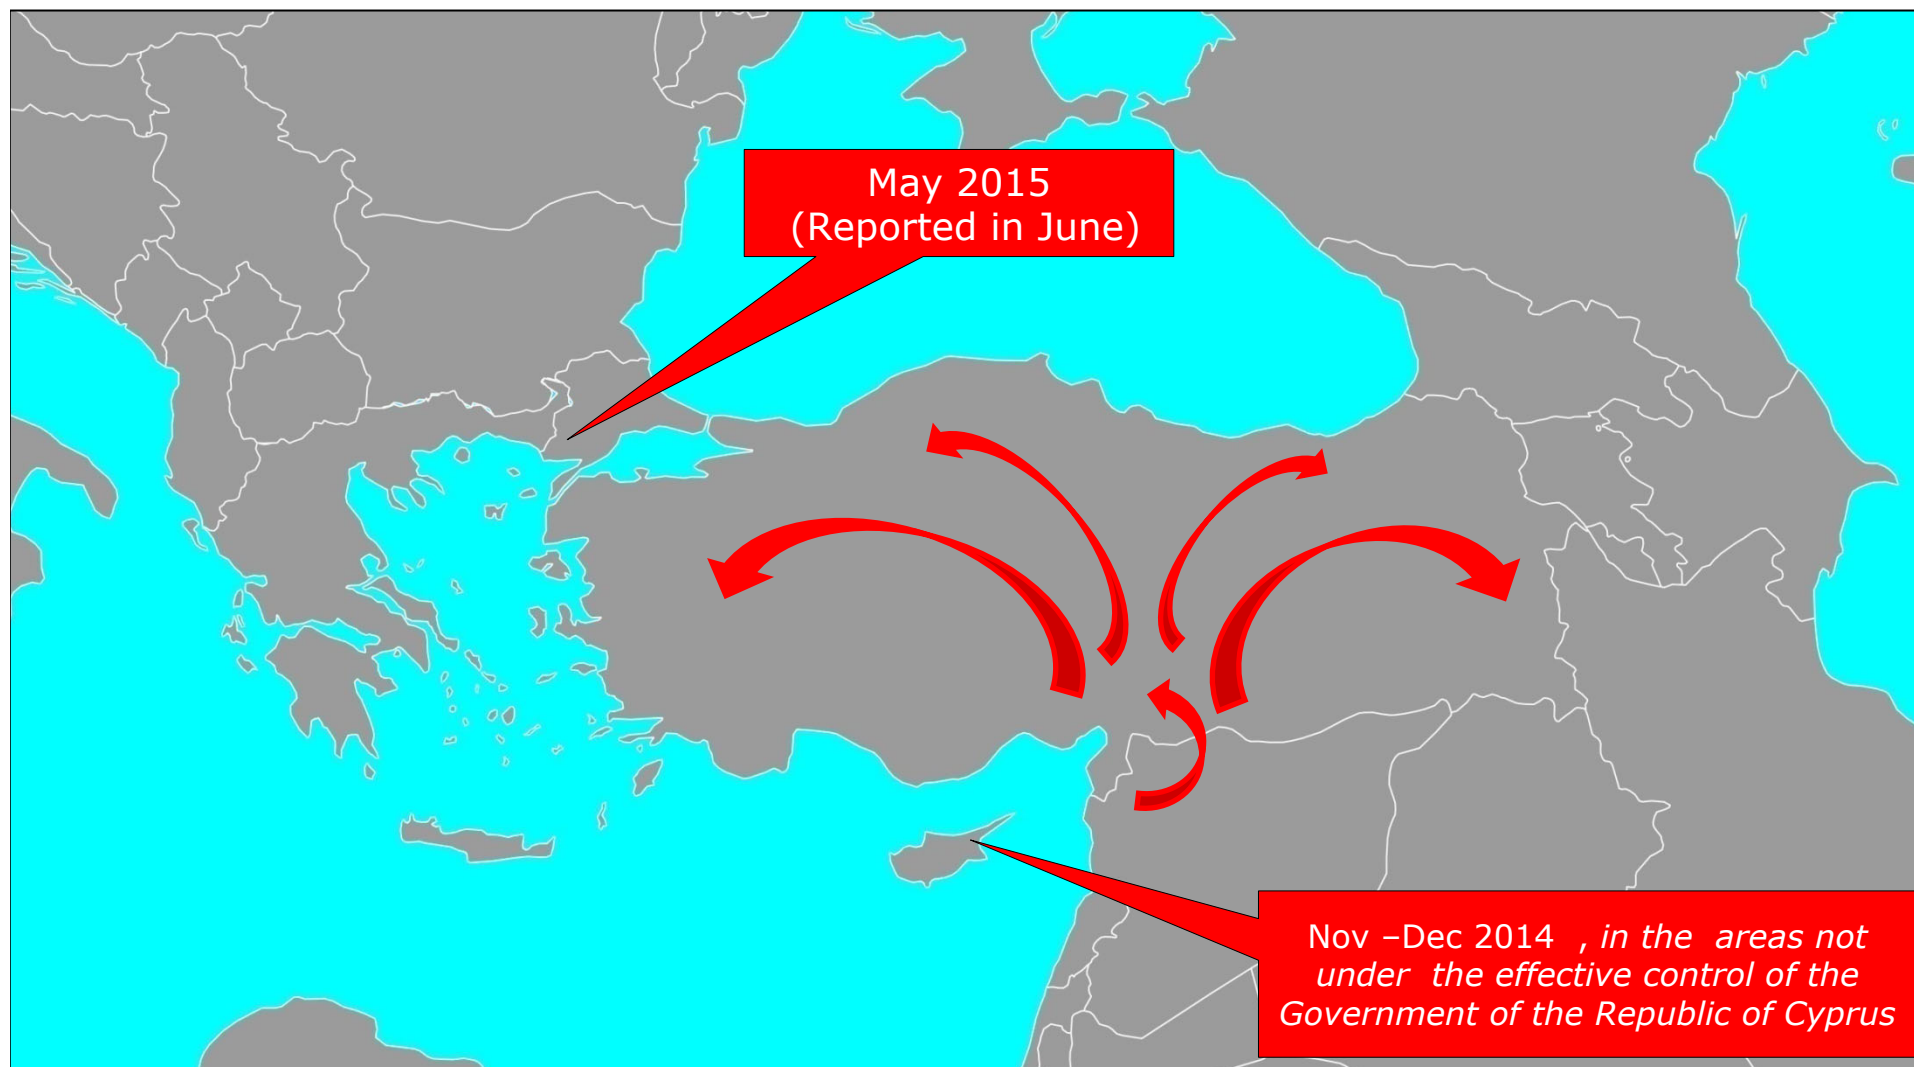 May 2015
(Reported in June)
Nov –Dec 2014 , in the areas not
under the effective control of the
Government of the Republic of Cyprus